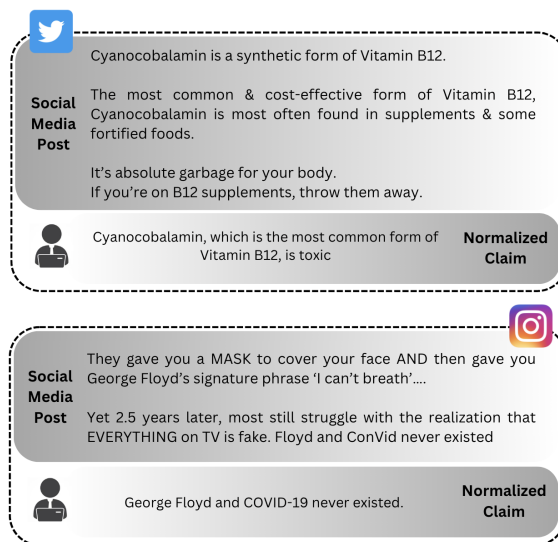 Cyanocobalamin is a synthetic form of Vitamin B12.
Social Media Post
The most common & cost-effective form of Vitamin B12,
Cyanocobalamin is most often found in supplements & some
fortified foods.
It's absolute garbage for your body.
If you're on B12 supplements, throw them away.
Cyanocobalamin, which is the most common form of
Vitamin B12, is toxic
Normalized
Claim
Social
Media
Post
They gave you a MASK to cover your face AND then gave you
George Floyd's signature phrase ‘I can't breath’....
Yet 2.5 years later, most still struggle with the realization that
EVERYTHING on TV is fake. Floyd and ConVid never existed
George Floyd and COVID-19 never existed.
Normalized
Claim